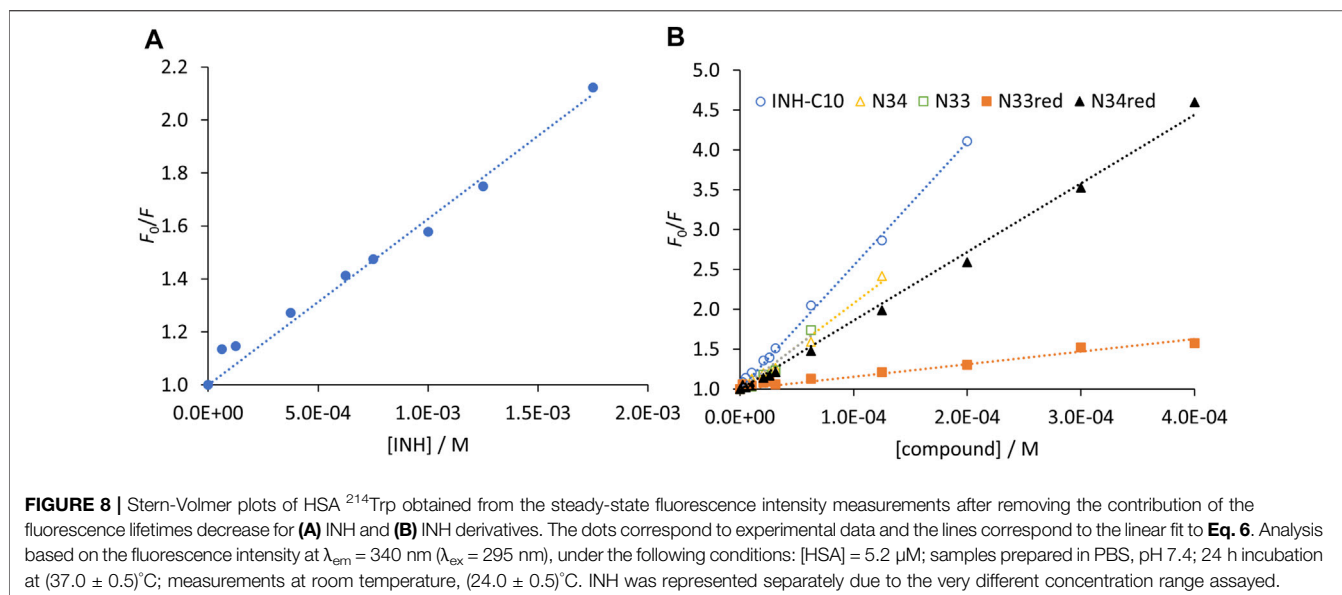 A
2.2
2.0
1.8
1.6
1.4
1.2
1.0
F0/F
0.0E+00 5.0E-04 1.0E-03 1.5E-03 2.0E-03
[INH] / M
B
5.0
4.5
4.0
3.5
3.0
2.5
2.0
1.5
1.0
F0/F
INH-C10 N34 N33 N33red N34red
0.0E+00 1.0E-04 2.0E-04 3.0E-04 4.0E-04
[compound] / M
FIGURE 8 | Stern-Volmer plots of HSA ²¹⁴Trp obtained from the steady-state fluorescence intensity measurements after removing the contribution of the
fluorescence lifetimes decrease for (A) INH and (B) INH derivatives. The dots correspond to experimental data and the lines correspond to the linear fit to Eq. 6. Analysis
based on the fluorescence intensity at λem = 340 nm (λex = 295 nm), under the following conditions: [HSA] = 5.2 μM; samples prepared in PBS, pH 7.4; 24 h incubation
at (37.0 ± 0.5)°C; measurements at room temperature, (24.0 ± 0.5)°C. INH was represented separately due to the very different concentration range assayed.